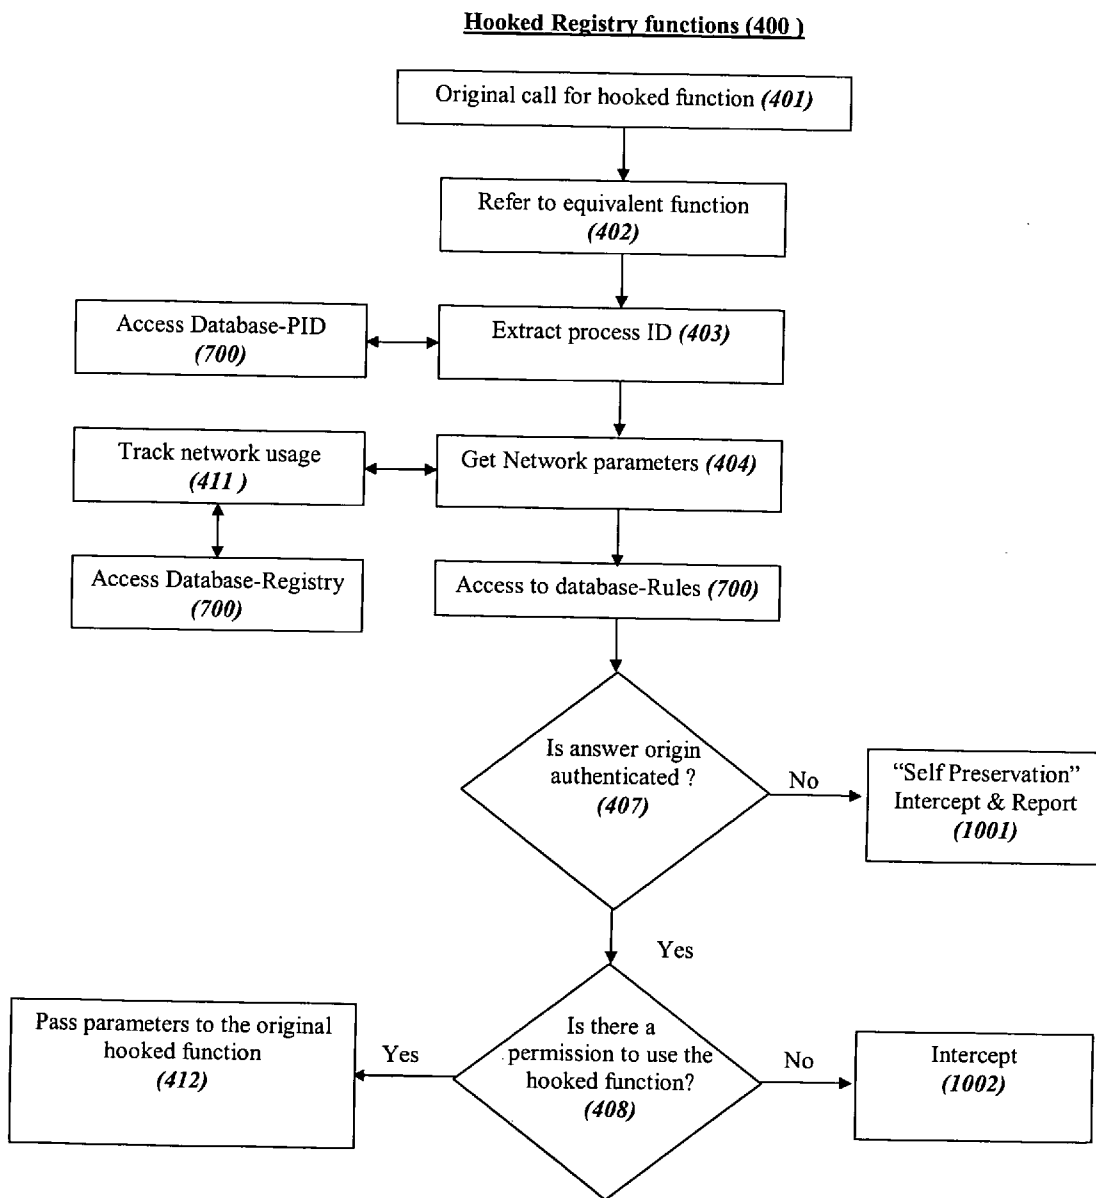 Hooked Registry functions (400 )
Original call for hooked function (401)
Refer to equivalent function
(402)
Access Database-PID
(700)
Extract process ID (403)
Track network usage
(411 )
Get Network parameters (404)
Access Database-Registry
(700)
Access to database-Rules (700)
Is answer origin
authenticated ?
(407)
No
“Self Preservation”
Intercept & Report
(1001)
Yes
Pass parameters to the original
hooked function
(412)
Yes
Is there a
permission to use the
hooked function?
(408)
No
Intercept
(1002)